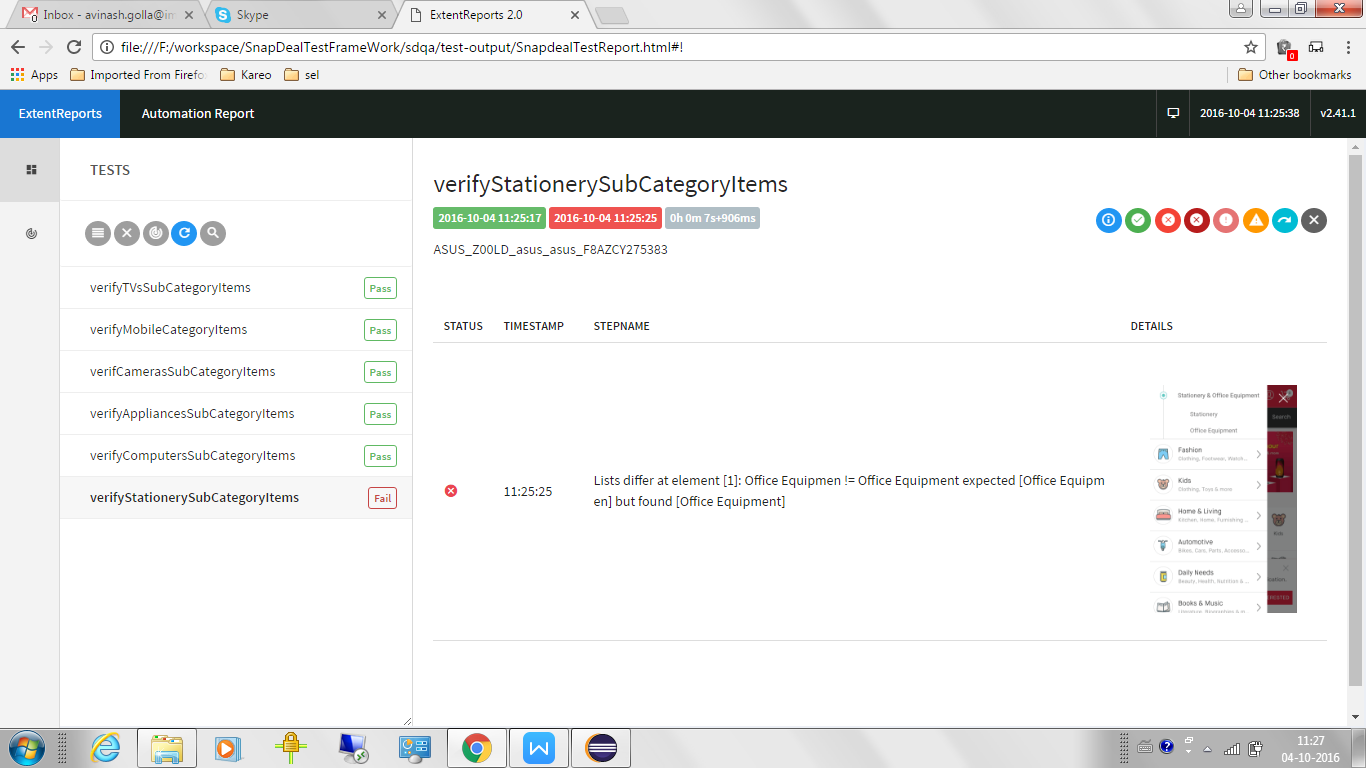 Inbox - avinash.golla@in
Skype
ExtentReports 2.0
file:///F:/workspace/SnapDealTestFrameWork/sdqa/test-output/SnapdealTestReport.html#!
0
Apps
Imported From Firefo
Kareo
sel
Other bookmarks
ExtentReports
Automation Report
2016-10-04 11:25:38
v2.41.1
TESTS
verifyTVsSubCategoryItems
Pass
verifyMobileCategoryItems
Pass
verifCamerasSubCategoryItems
Pass
verifyAppliancesSubCategoryItems
Pass
verifyComputersSubCategoryItems
Pass
verifyStationerySubCategoryItems
Fail
verifyStationerySubCategoryItems
2016-10-04 11:25:17
2016-10-04 11:25:25
0h 0m 7s+906ms
ASUS_Z00LD_asus_asus_F8AZCY275383
STATUS
TIMESTAMP
STEPNAME
DETAILS
11:25:25
Lists differ at element [1]: Office Equipmen != Office Equipment expected [Office Equipm
en] but found [Office Equipment]
Stationery & Office Equipment
Search
Stationery
Office Equipment
Fashion
Clothing, Footwear, Watch...
Kids
Clothing, Toys & more
Home & Living
Kitchen, Home, Furnishing...
Kids
Automotive
Bikes, Cars, Parts, Accesso...
Daily Needs
Beauty, Health, Nutrition & ...
Books & Music
11:27
04-10-2016